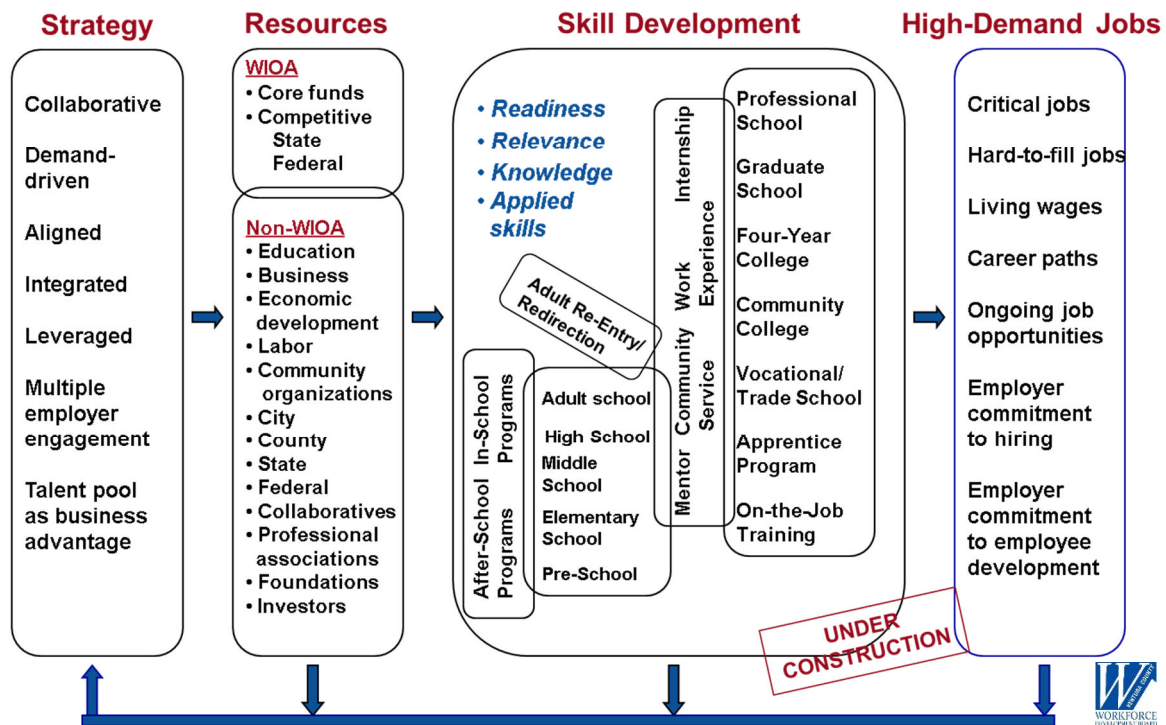 Strategy
Resources
Skill Development
High-Demand Jobs
Collaborative
Demand-
driven
Aligned
Integrated
Leveraged
Multiple
employer
engagement
Talent pool
as business
advantage
WIOA
• Core funds
• Competitive
State
Federal
Non-WIOA
• Education
• Business
• Economic
development
• Labor
• Community
organizations
• City
• County
• State
• Federal
• Collaboratives
• Professional
associations
• Foundations
• Investors
• Readiness
• Relevance
• Knowledge
• Applied
skills
Adult Re-Entry/
Redirection
After-School In-School
Programs Programs
Adult school
High School
Middle
School
Elementary
School
Pre-School
Mentor Community Work Internship
Service Experience
Professional
School
Graduate
School
Four-Year
College
Community
College
Vocational/
Trade School
Apprentice
Program
On-the-Job
Training
UNDER
CONSTRUCTION
Critical jobs
Hard-to-fill jobs
Living wages
Career paths
Ongoing job
opportunities
Employer
commitment
to hiring
Employer
commitment
to employee
development
VENTURA COUNTY
WORKFORCE
DEVELOPMENT BOARD